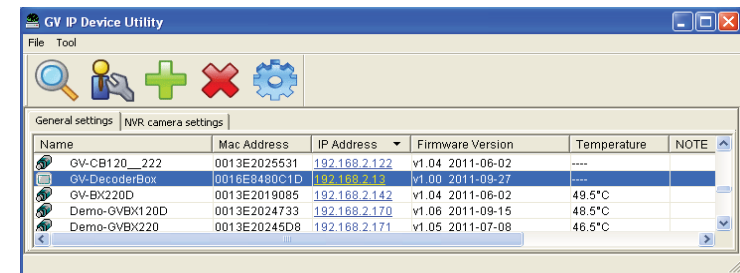 GV IP Device Utility
File Tool
General settings NVR camera settings
Name Mac Address IP Address Firmware Version Temperature NOTE
GV-CB120__222 0013E2025531 192.168.2.122 v1.04 2011-06-02 ----
GV-DecoderBox 0016E8480C1D 192.168.2.13 v1.00 2011-09-27 ----
GV-BX220D 0013E2019085 192.168.2.142 v1.04 2011-06-02 49.5°C
Demo-GVBX120D 0013E2024733 192.168.2.170 v1.06 2011-09-15 48.5°C
Demo-GVBX220 0013E20245D8 192.168.2.171 v1.05 2011-07-08 46.5°C